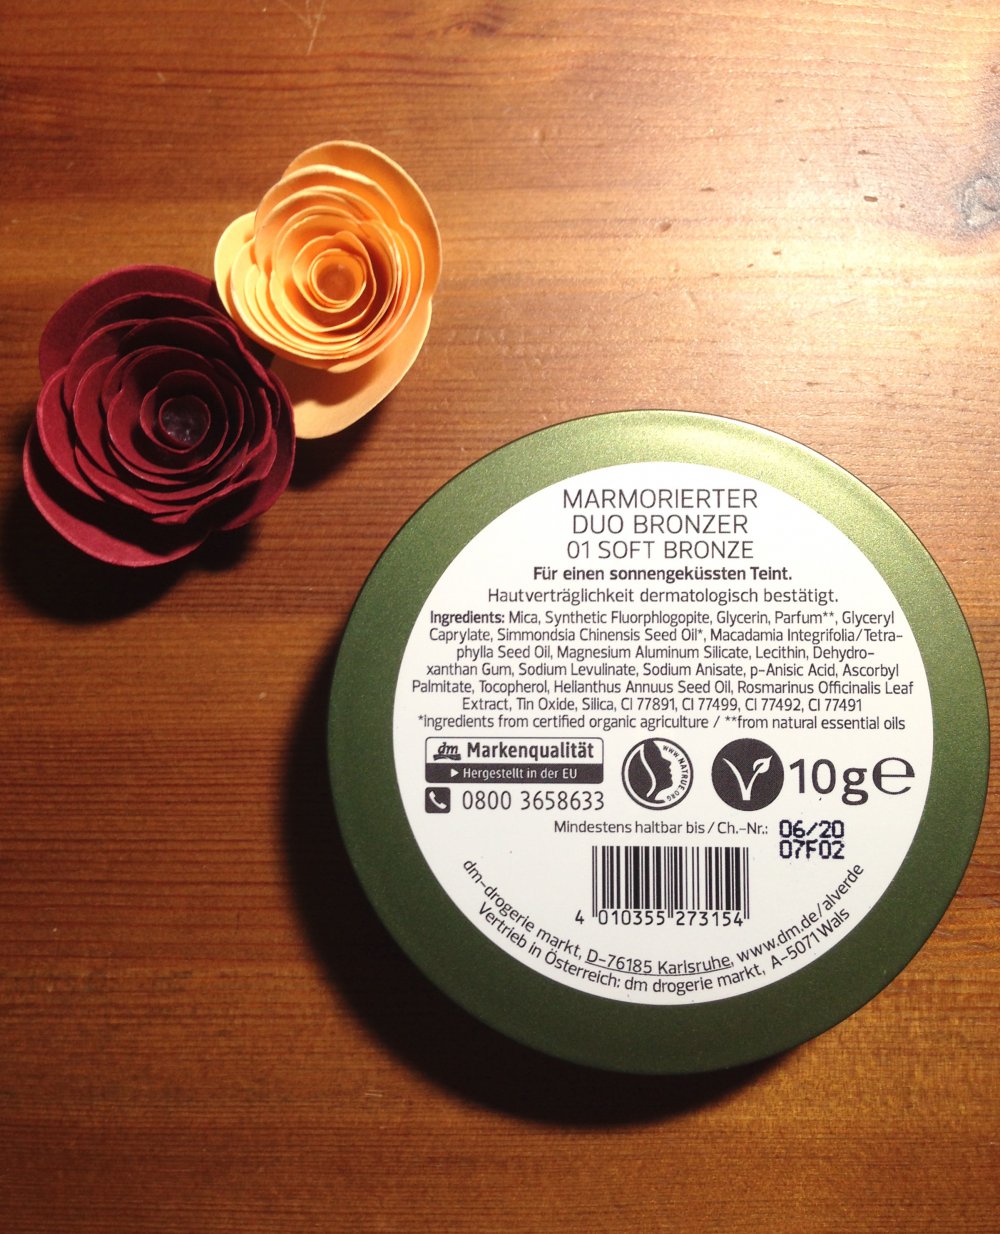 MARMORIERTER
DUO BRONZER
01 SOFT BRONZE
Für einen sonnengeküssten Teint.
Hautverträglichkeit dermatologisch bestätigt.
Ingredients: Mica, Synthetic Fluorphlogopite, Glycerin, Parfum**, Glyceryl
Caprylate, Simmondsia Chinensis Seed Oil*, Macadamia Integrifolia/Tetra-
phylla Seed Oil, Magnesium Aluminum Silicate, Lecithin, Dehydro-
xanthan Gum, Sodium Levulinate, Sodium Anisate, p-Anisic Acid, Ascorbyl
Palmitate, Tocopherol, Helianthus Annuus Seed Oil, Rosmarinus Officinalis Leaf
Extract, Tin Oxide, Silica, CI 77891, CI 77499, CI 77492, CI 77491
*ingredients from certified organic agriculture / **from natural essential oils
dm Markenqualität
Hergestellt in der EU
0800 3658633
WWW.NATRUE.ORG
V
10 g e
Mindestens haltbar bis / Ch.-Nr.: 06/20
07F02
4 010355 273154
dm-drogerie markt, D-76185 Karlsruhe, www.dm.de/alverde
Vertrieb in Österreich: dm drogerie markt, A-5071 Wals